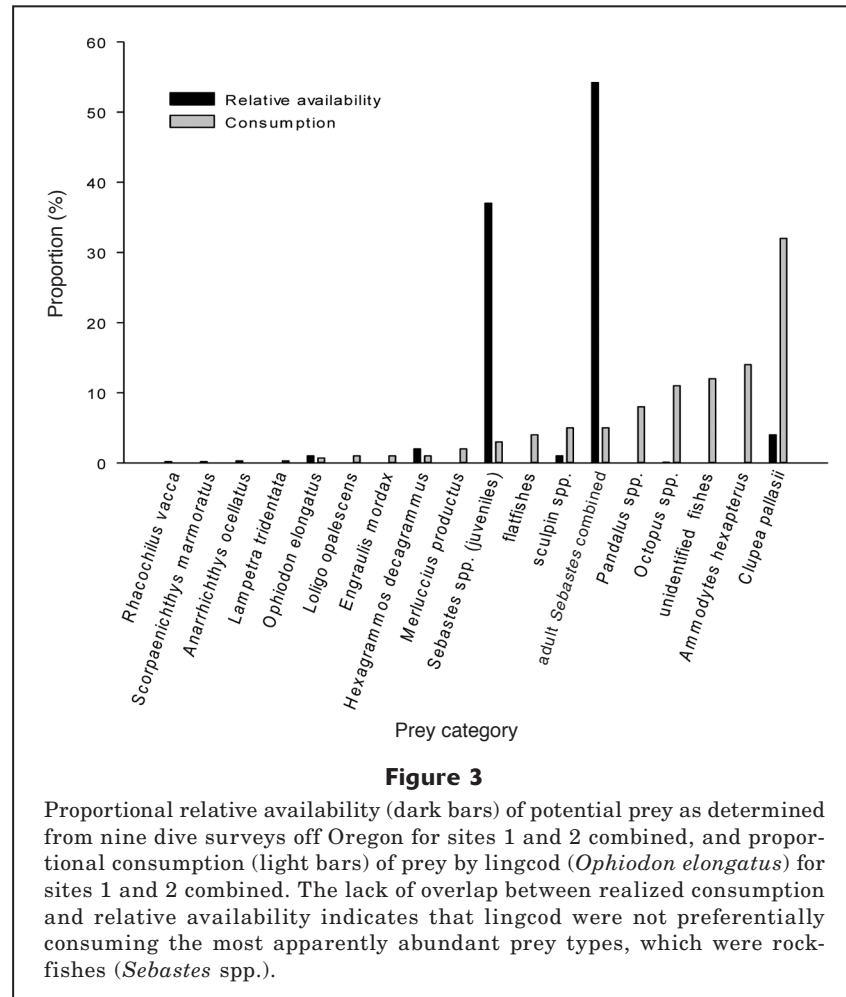 60
50
40
30
20
10
0
Proportion (%)
Relative availability
Consumption
Rhacochilus vacca
Scorpaenichthy marmoratus
Anarrhichthy ocellatus
Lampetra tridentata
Ophiodon elongatus
Loligo opalescens
Engraulis mordax
Hexagrammos decagrammus
Merluccius productus
Sebastes spp. (juveniles)
flatfishes
sculpin spp.
adult Sebastes combined
Pandalus spp.
Octopus spp.
unidentified fishes
Ammodytes hexapterus
Clupea pallasii
Prey category
Figure 3
Proportional relative availability (dark bars) of potential prey as determined
from nine dive surveys off Oregon for sites 1 and 2 combined, and propor-
tional consumption (light bars) of prey by lingcod (Ophiodon elongatus) for
sites 1 and 2 combined. The lack of overlap between realized consumption
and relative availability indicates that lingcod were not preferentially
consuming the most apparently abundant prey types, which were rock-
fishes (Sebastes spp.).